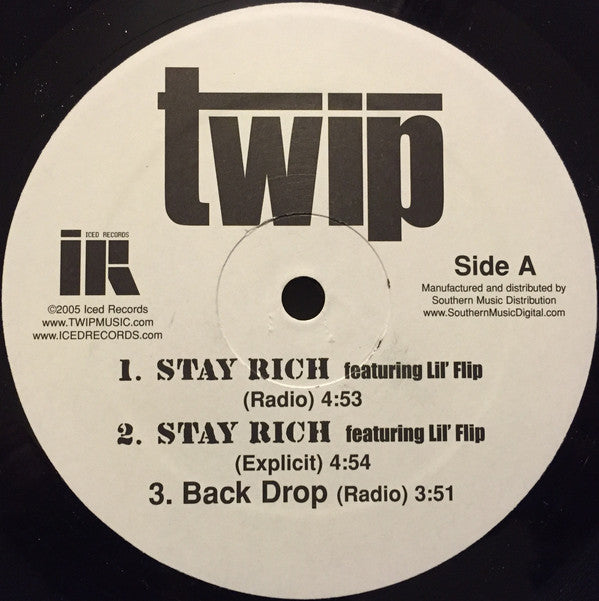 twip
ICED RECORDS
iR
©2005 Iced Records
www.TWIPMUSIC.com
www.ICEDRECORDS.com
Side A
Manufactured and distributed by
Southern Music Distribution
www.SouthernMusicDigital.com
1. STAY RICH featuring Lil' Flip
(Radio) 4:53
2. STAY RICH featuring Lil' Flip
(Explicit) 4:54
3. Back Drop (Radio) 3:51